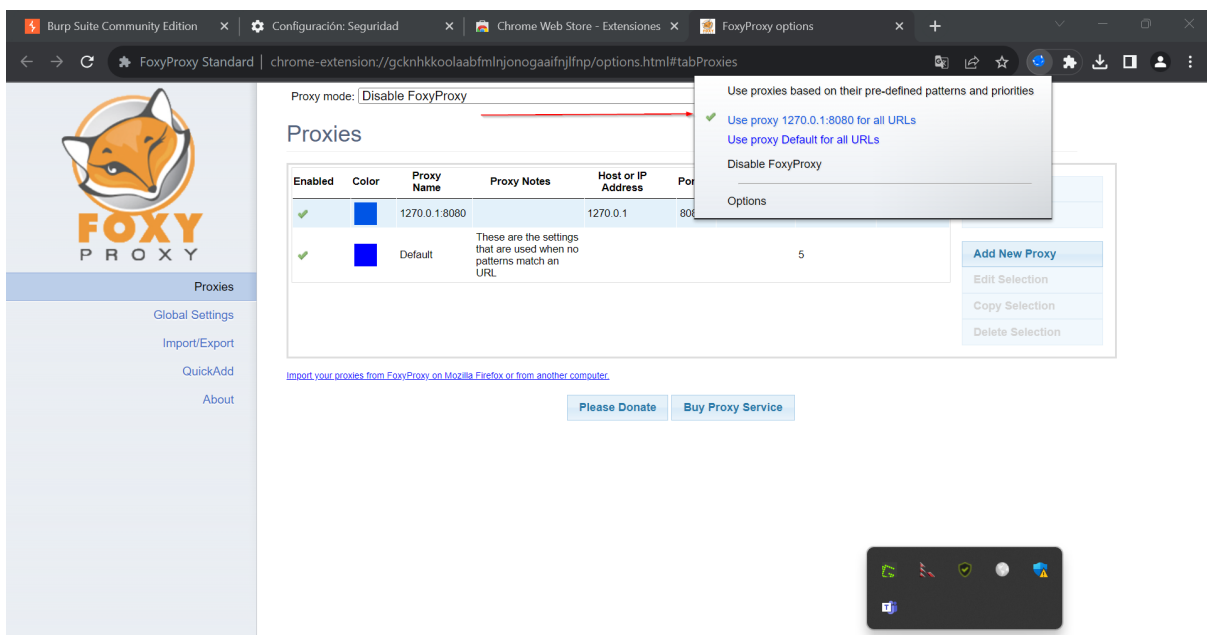 Burp Suite Community Edition
Configuración: Seguridad
Chrome Web Store - Extensiones
FoxyProxy options
FoxyProxy Standard | chrome-extension://gcknhkkoolaabfmlnjonogaaifnjlfnp/options.html#tabProxies
Use proxies based on their pre-defined patterns and priorities
Use proxy 1270.0.1:8080 for all URLs
Use proxy Default for all URLs
Disable FoxyProxy
Options
FOXY
PROXY
Proxies
Global Settings
Import/Export
QuickAdd
About
Proxy mode: Disable FoxyProxy
Proxies
Enabled Color Proxy Name Proxy Notes Host or IP Address Por
1270.0.1:8080 1270.0.1 808
Default
These are the settings
that are used when no
patterns match an
URL
5
Add New Proxy
Edit Selection
Copy Selection
Delete Selection
Import your proxies from FoxyProxy on Mozilla Firefox or from another computer.
Please Donate
Buy Proxy Service